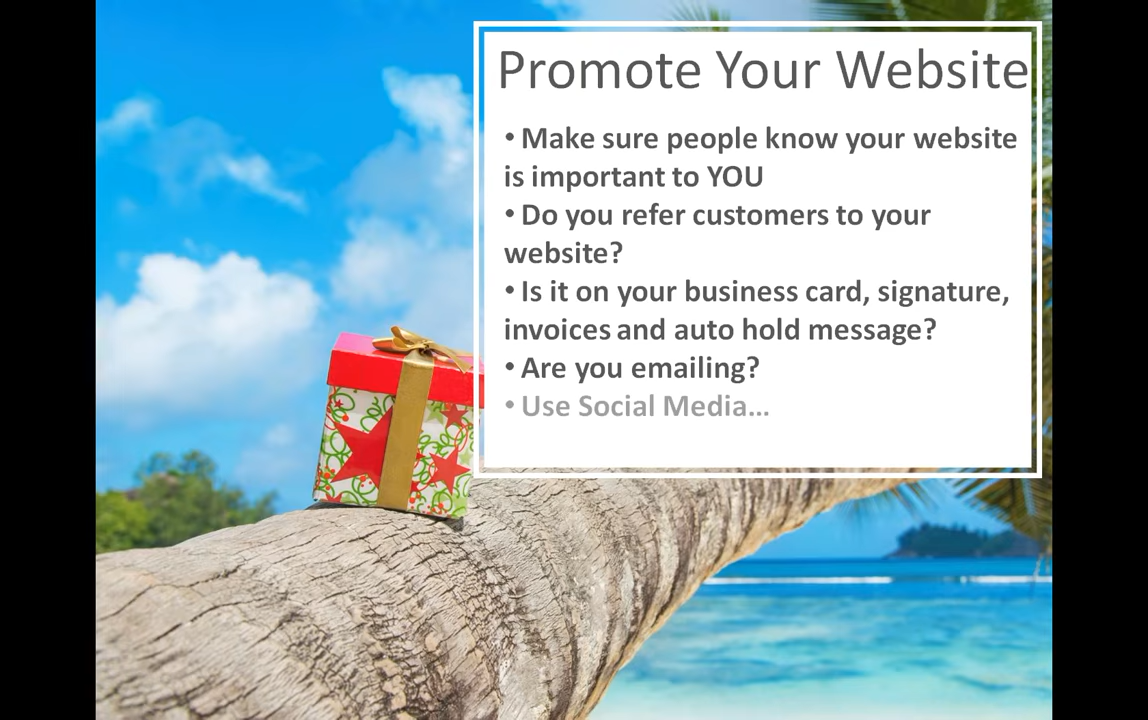 Promote Your Website
• Make sure people know your website
is important to YOU
• Do you refer customers to your
website?
• Is it on your business card, signature,
invoices and auto hold message?
• Are you emailing?
• Use Social Media...